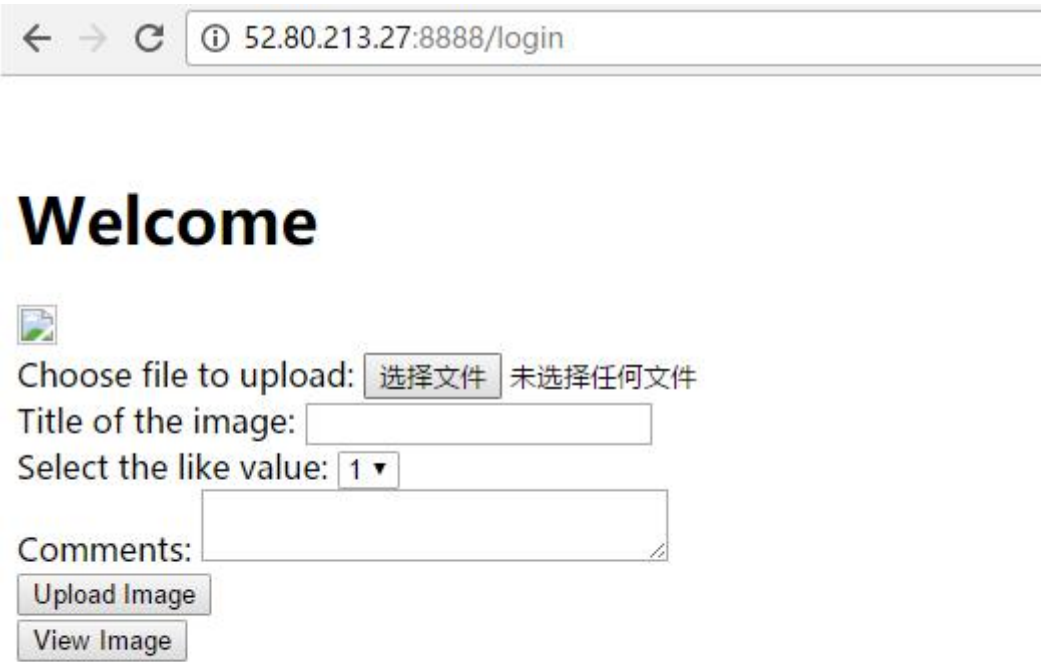 52.80.213.27:8888/login
Welcome
Choose file to upload: 选择文件 未选择任何文件
Title of the image:
Select the like value: 1
Comments:
Upload Image
View Image